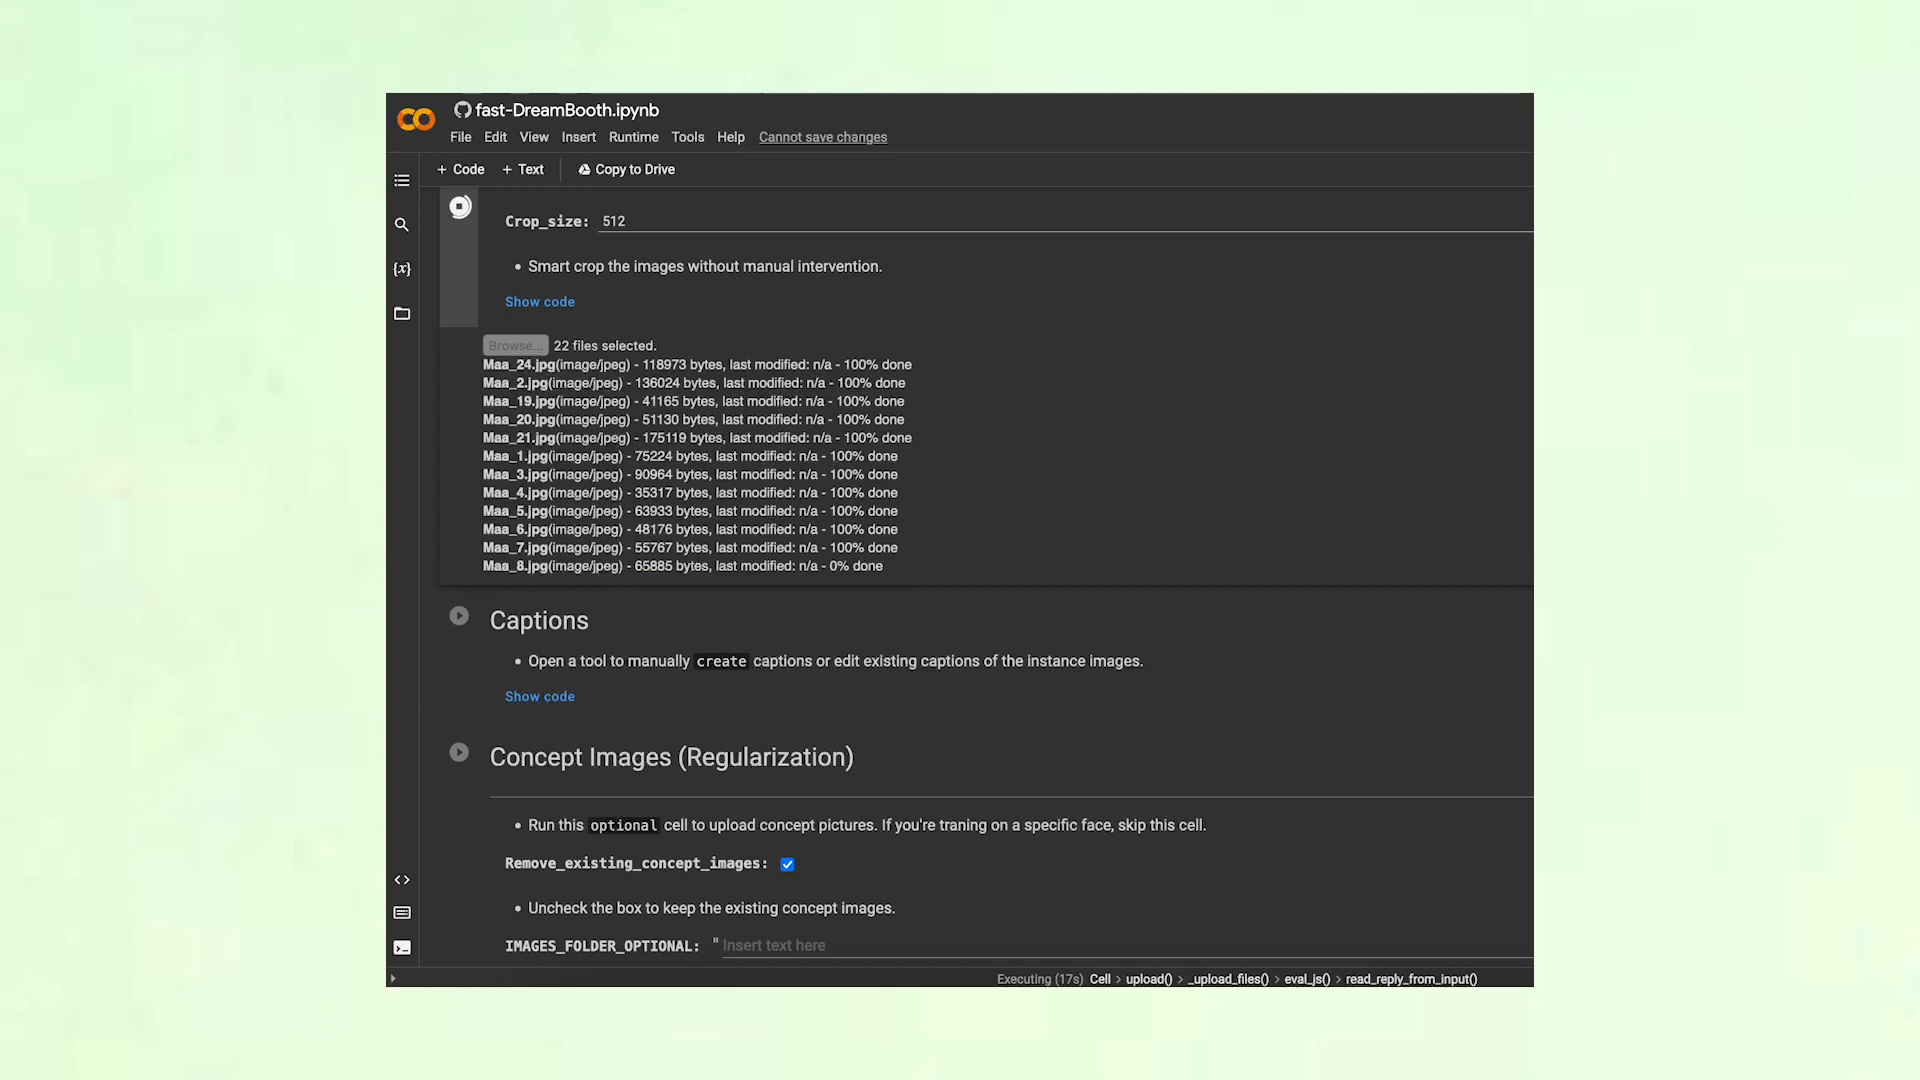 fast-DreamBooth.ipynb
File Edit View Insert Runtime Tools Help Cannot save changes
+ Code + Text Copy to Drive
Crop_size: 512
• Smart crop the images without manual intervention.
Show code
Browse... 22 files selected.
Maa_24.jpg(image/jpeg) - 118973 bytes, last modified: n/a - 100% done
Maa_2.jpg(image/jpeg) - 136024 bytes, last modified: n/a - 100% done
Maa_19.jpg(image/jpeg) - 41165 bytes, last modified: n/a - 100% done
Maa_20.jpg(image/jpeg) - 51130 bytes, last modified: n/a - 100% done
Maa_21.jpg(image/jpeg) - 175119 bytes, last modified: n/a - 100% done
Maa_1.jpg(image/jpeg) - 75224 bytes, last modified: n/a - 100% done
Maa_3.jpg(image/jpeg) - 90964 bytes, last modified: n/a - 100% done
Maa_4.jpg(image/jpeg) - 35317 bytes, last modified: n/a - 100% done
Maa_5.jpg(image/jpeg) - 63933 bytes, last modified: n/a - 100% done
Maa_6.jpg(image/jpeg) - 48176 bytes, last modified: n/a - 100% done
Maa_7.jpg(image/jpeg) - 55767 bytes, last modified: n/a - 100% done
Maa_8.jpg(image/jpeg) - 65885 bytes, last modified: n/a - 0% done
Captions
• Open a tool to manually create captions or edit existing captions of the instance images.
Show code
Concept Images (Regularization)
• Run this optional cell to upload concept pictures. If you're traning on a specific face, skip this cell.
Remove_existing_concept_images:
• Uncheck the box to keep the existing concept images.
IMAGES_FOLDER_OPTIONAL: " Insert text here
Executing (17s) Cell > upload() > _upload_files() > eval_js() > read_reply_from_input()